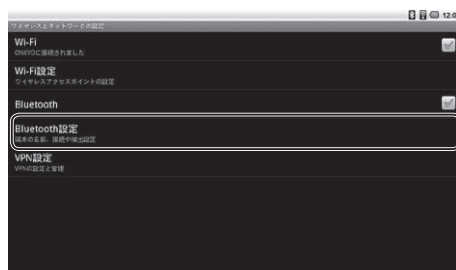 12:0
ワイヤレスとネットワークの設定
Wi-Fi
ONKYOに接続されました
Wi-Fi設定
ワイヤレスアクセスポイントの設定
Bluetooth
Bluetooth設定
端末の名前、接続や検出設定
VPN設定
VPNの設定と管理